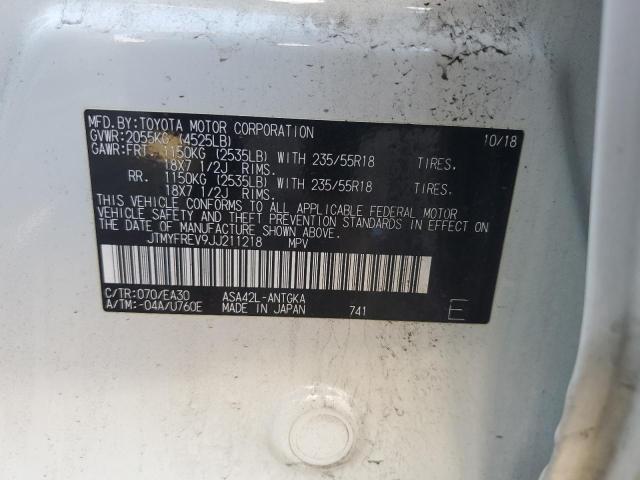 MFD.BY:TOYOTA MOTOR CORPORATION 10/18
GVWR:2055KG (4525LB)
GAWR:FRT. 1150KG (2535LB) WITH 235/55R18 TIRES.
18X7 1/2J RIMS.
RR. 1150KG (2535LB) WITH 235/55R18 TIRES.
18X7 1/2J RIMS.
THIS VEHICLE CONFORMS TO ALL APPLICABLE FEDERAL MOTOR
VEHICLE SAFETY AND THEFT PREVENTION STANDARDS IN EFFECT ON
THE DATE OF MANUFACTURE SHOWN ABOVE.
JTMYFREV9JJ211218 MPV
C/TR:070/EA30 ASA42L-ANTGKA
A/TM:-04A/U760E MADE IN JAPAN 741 E